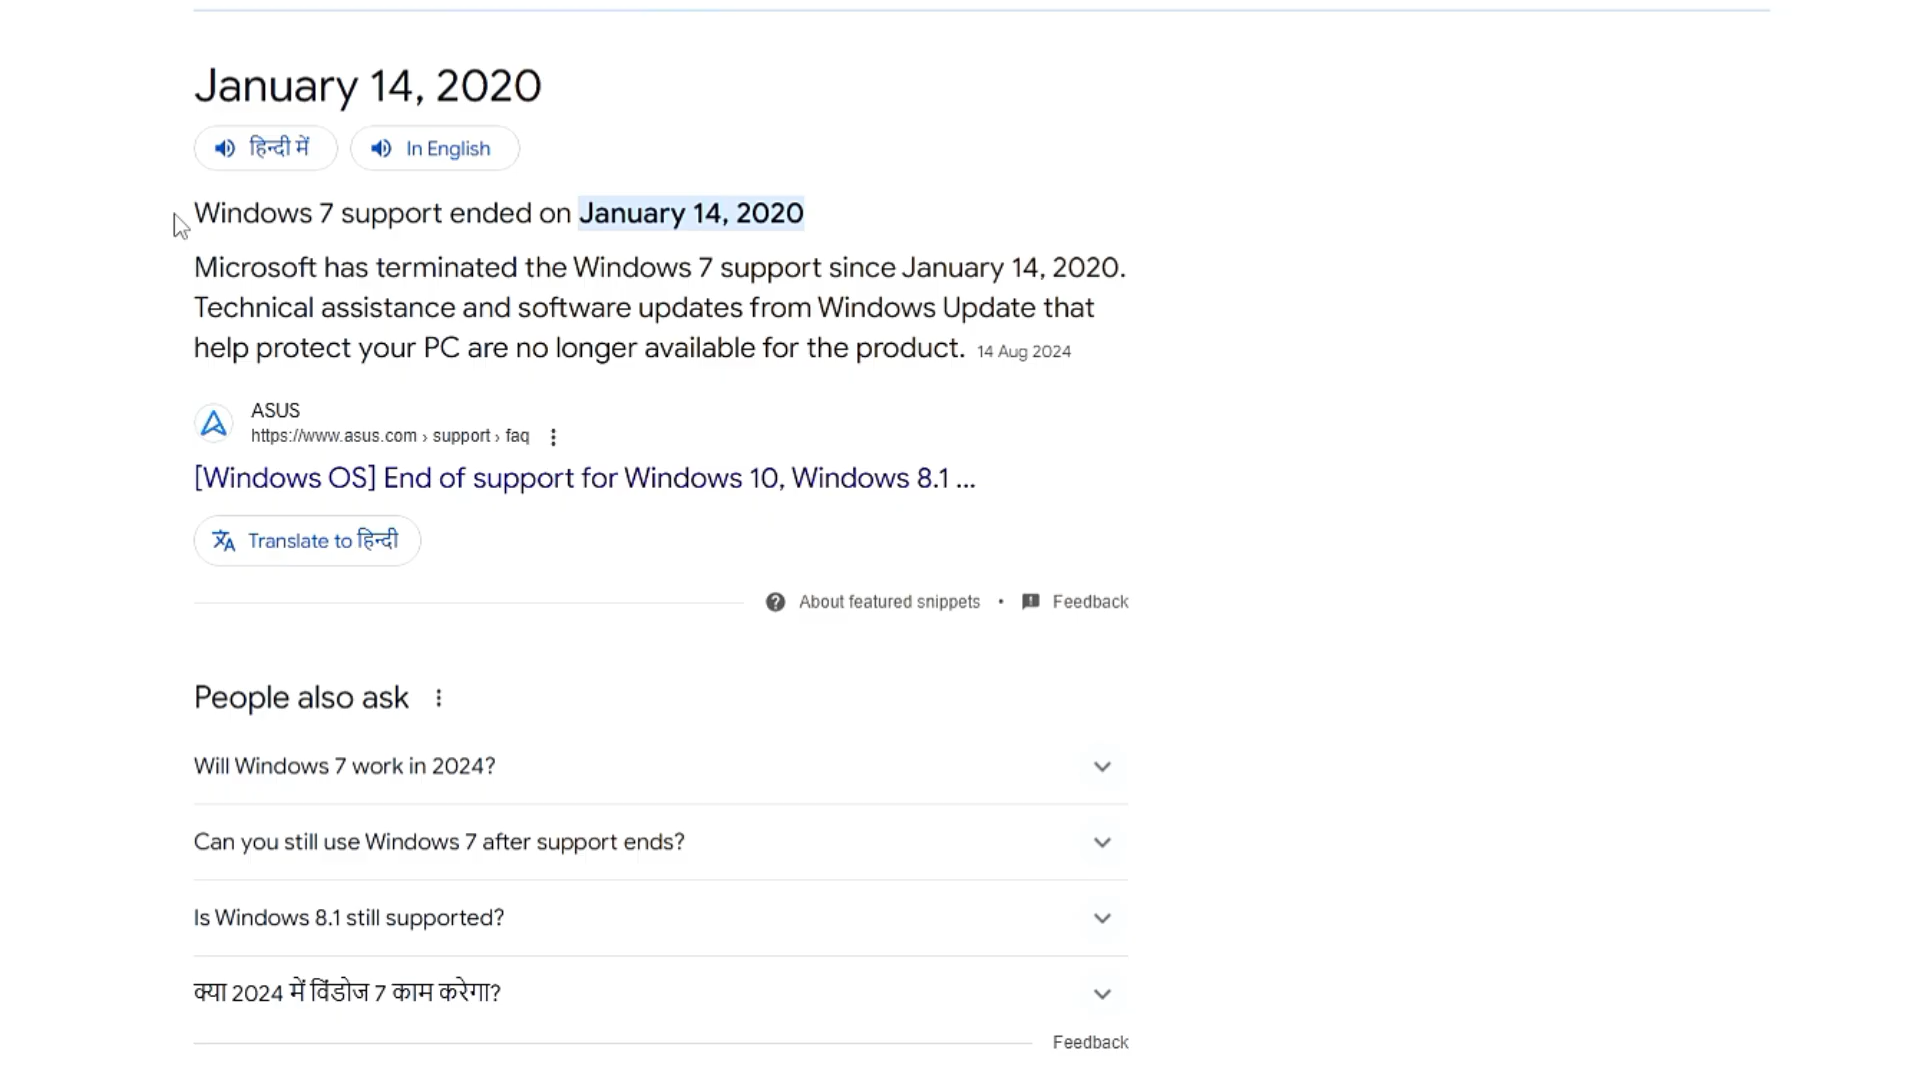 January 14, 2020
हिन्दी में
In English
Windows 7 support ended on January 14, 2020
Microsoft has terminated the Windows 7 support since January 14, 2020.
Technical assistance and software updates from Windows Update that
help protect your PC are no longer available for the product. 14 Aug 2024
ASUS
https://www.asus.com › support › faq
[Windows OS] End of support for Windows 10, Windows 8.1 ...
Translate to हिन्दी
About featured snippets • Feedback
People also ask
Will Windows 7 work in 2024?
Can you still use Windows 7 after support ends?
Is Windows 8.1 still supported?
क्या 2024 में विंडोज 7 काम करेगा?
Feedback